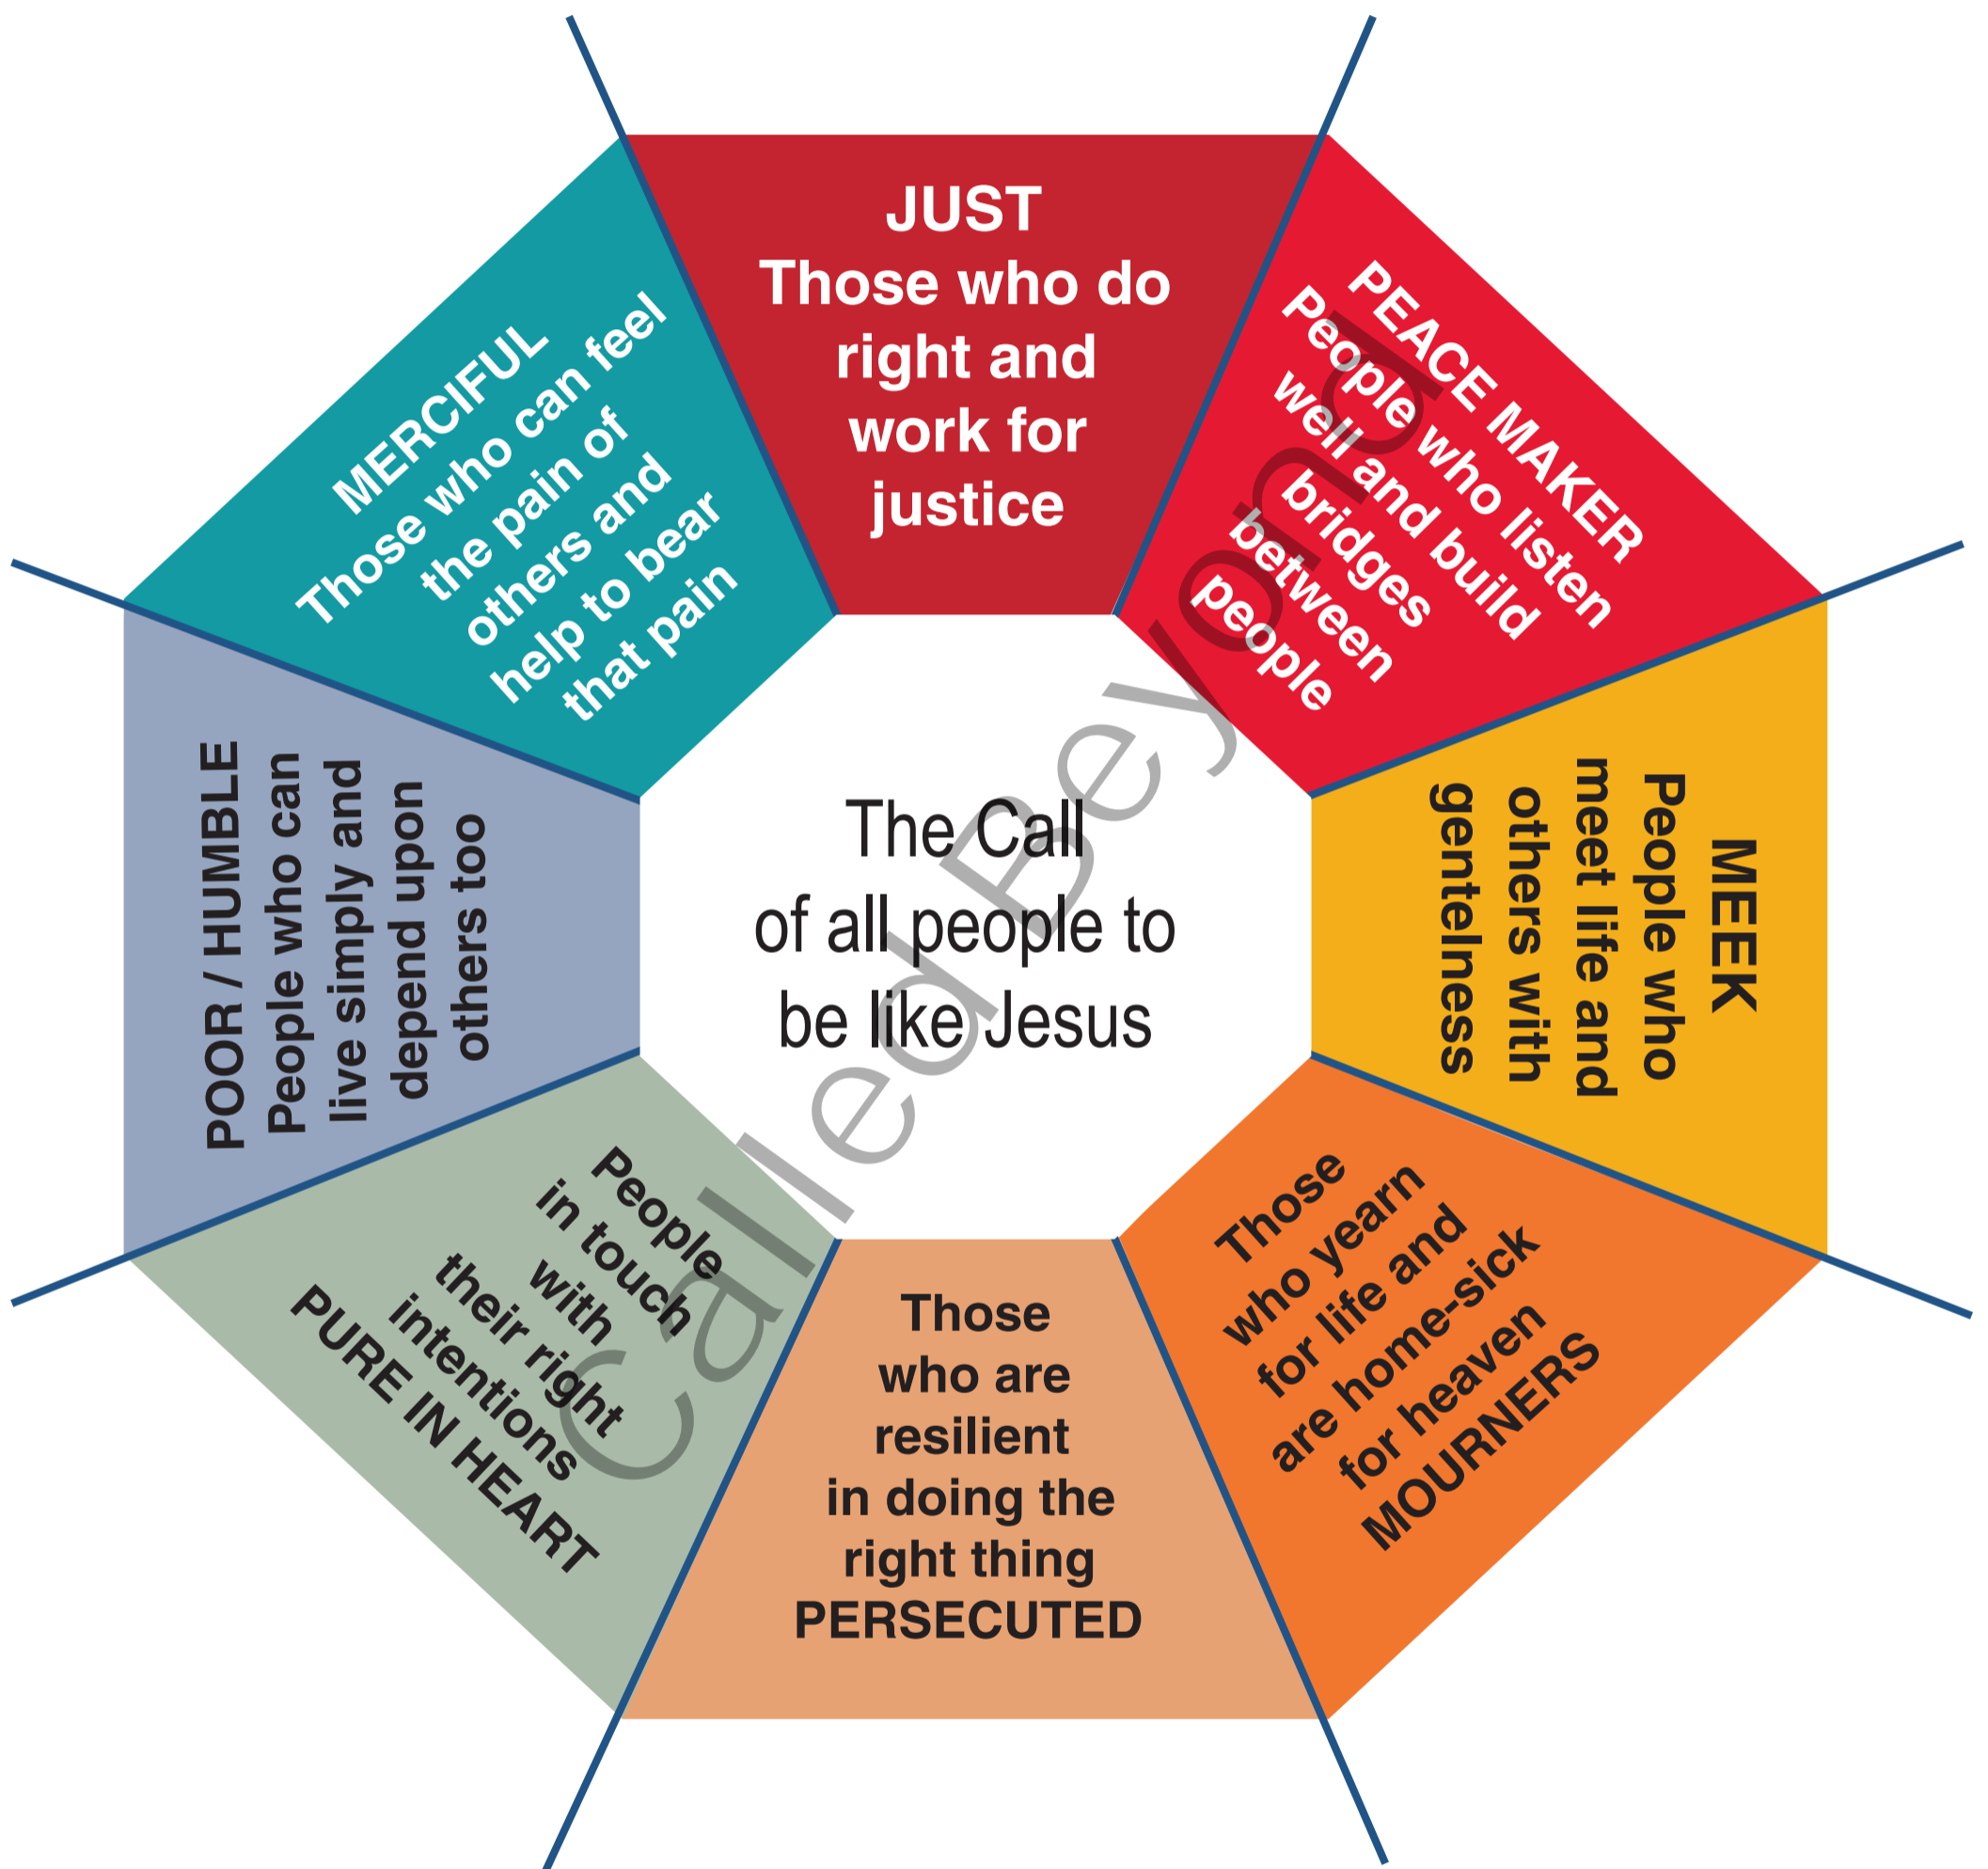 JUST
Those who do
right and
work for
justice
PEACE MAKER
People who listen
well and build
bridges
between
people
MEEK
People who
meet life and
others with
gentelness
Those
who yearn
for life and
are home-sick
for heaven
MOURNERS
Those
who are
resilient
in doing the
right thing
PERSECUTED
People
in touch
with
their right
intentions
PURE IN HEART
POOR / HUMBLE
People who can
live simply and
depend upon
others too
MERCIFUL
Those who can feel
the pain of
others and
help to bear
that pain
The Call
of all people to
be like Jesus
CalledBeyond